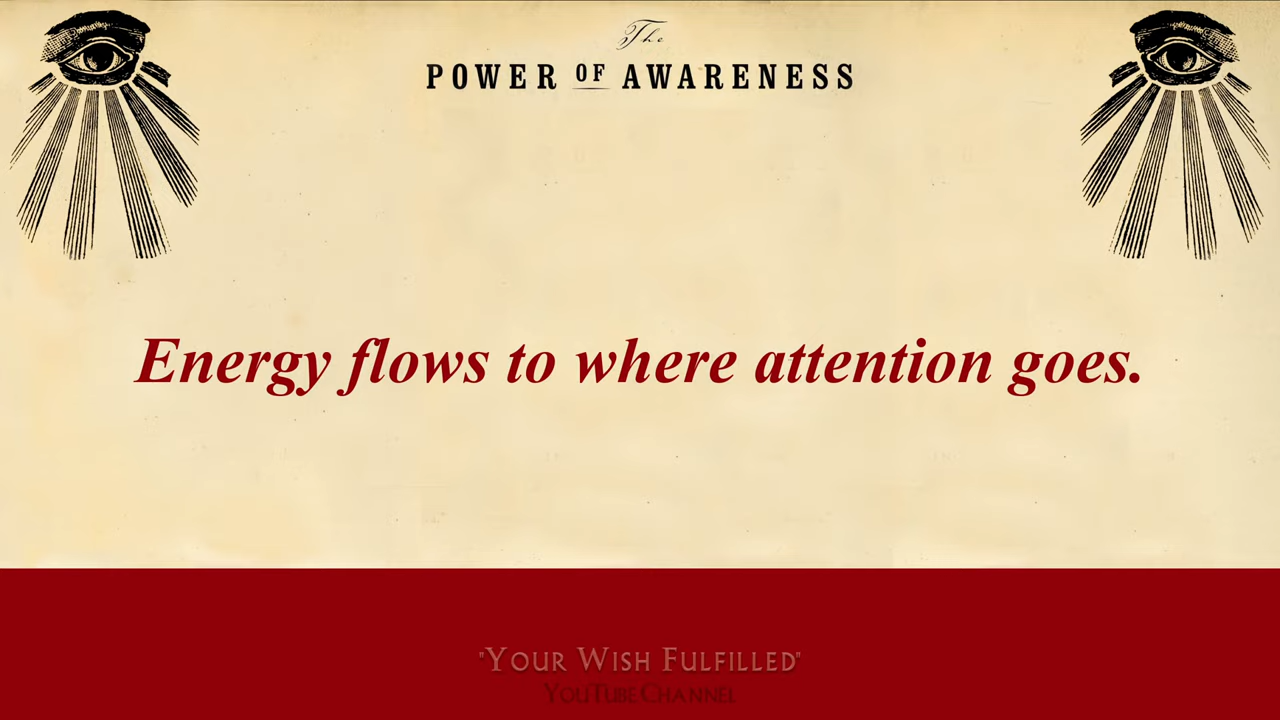 The
POWER OF AWARENESS
Energy flows to where attention goes.
"Your Wish Fulfilled"
YouTube Channel